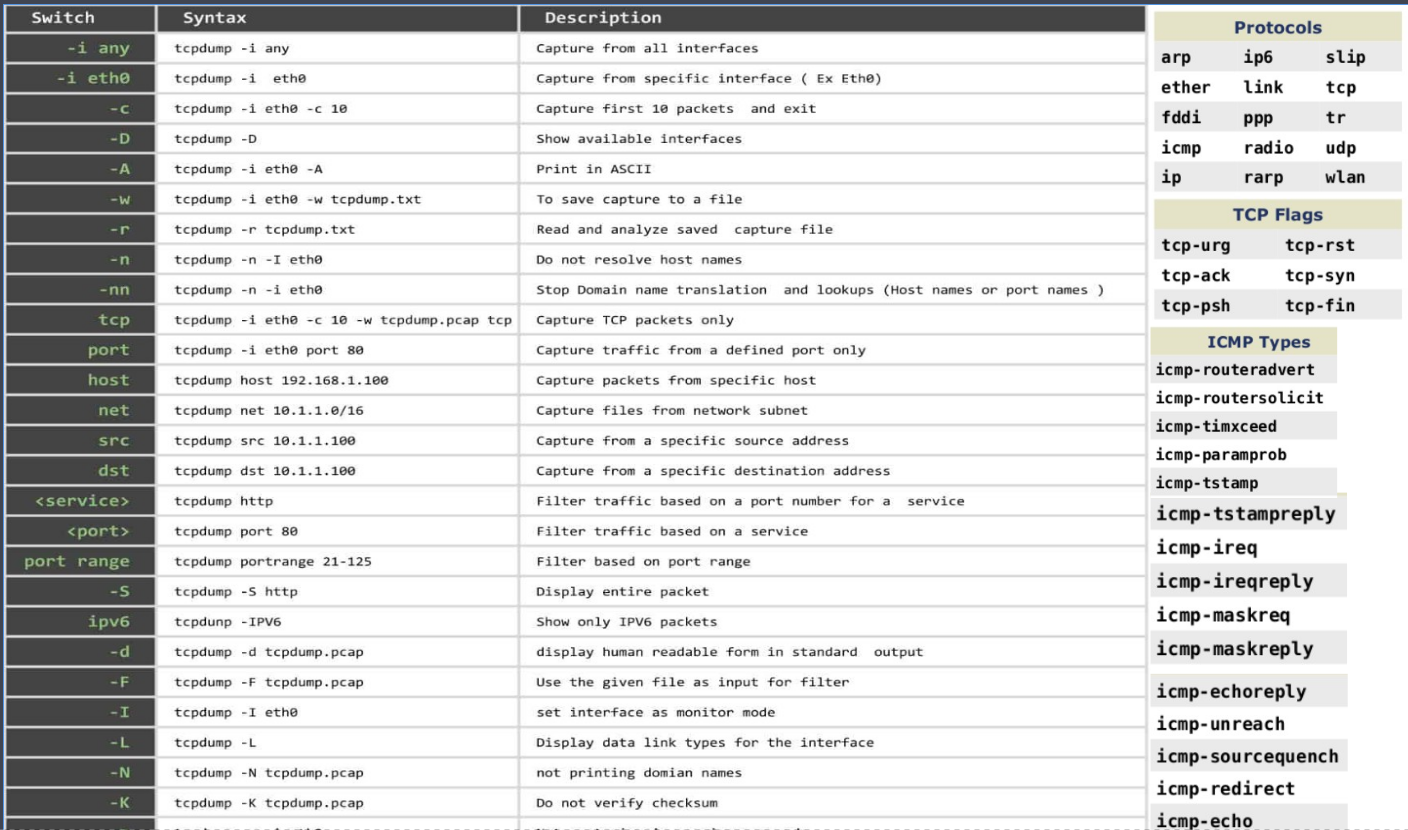 Switch Syntax Description
-i any tcpdump -i any Capture from all interfaces
-i eth0 tcpdump -i eth0 Capture from specific interface ( Ex Eth0)
-c tcpdump -i eth0 -c 10 Capture first 10 packets and exit
-D tcpdump -D Show available interfaces
-A tcpdump -i eth0 -A Print in ASCII
-w tcpdump -i eth0 -w tcpdump.txt To save capture to a file
-r tcpdump -r tcpdump.txt Read and analyze saved capture file
-n tcpdump -n -I eth0 Do not resolve host names
-nn tcpdump -n -i eth0 Stop Domain name translation and lookups (Host names or port names )
tcp tcpdump -i eth0 -c 10 -w tcpdump.pcap tcp Capture TCP packets only
port tcpdump -i eth0 port 80 Capture traffic from a defined port only
host tcpdump host 192.168.1.100 Capture packets from specific host
net tcpdump net 10.1.1.0/16 Capture files from network subnet
src tcpdump src 10.1.1.100 Capture from a specific source address
dst tcpdump dst 10.1.1.100 Capture from a specific destination address
<service> tcpdump http Filter traffic based on a port number for a service
<port> tcpdump port 80 Filter traffic based on a service
port range tcpdump portrange 21-125 Filter based on port range
-S tcpdump -S http Display entire packet
ipv6 tcpdunp -IPV6 Show only IPV6 packets
-d tcpdump -d tcpdump.pcap display human readable form in standard output
-F tcpdump -F tcpdump.pcap Use the given file as input for filter
-I tcpdump -I eth0 set interface as monitor mode
-L tcpdump -L Display data link types for the interface
-N tcpdump -N tcpdump.pcap not printing domian names
-K tcpdump -K tcpdump.pcap Do not verify checksum
Protocols
arp ip6 slip
ether link tcp
fddi ppp tr
icmp radio udp
ip rarp wlan
TCP Flags
tcp-urg tcp-rst
tcp-ack tcp-syn
tcp-psh tcp-fin
ICMP Types
icmp-routeradvert
icmp-routersolicit
icmp-timxceed
icmp-paramprob
icmp-tstamp
icmp-tstampreply
icmp-ireq
icmp-ireqreply
icmp-maskreq
icmp-maskreply
icmp-echoreply
icmp-unreach
icmp-sourcequench
icmp-redirect
icmp-echo